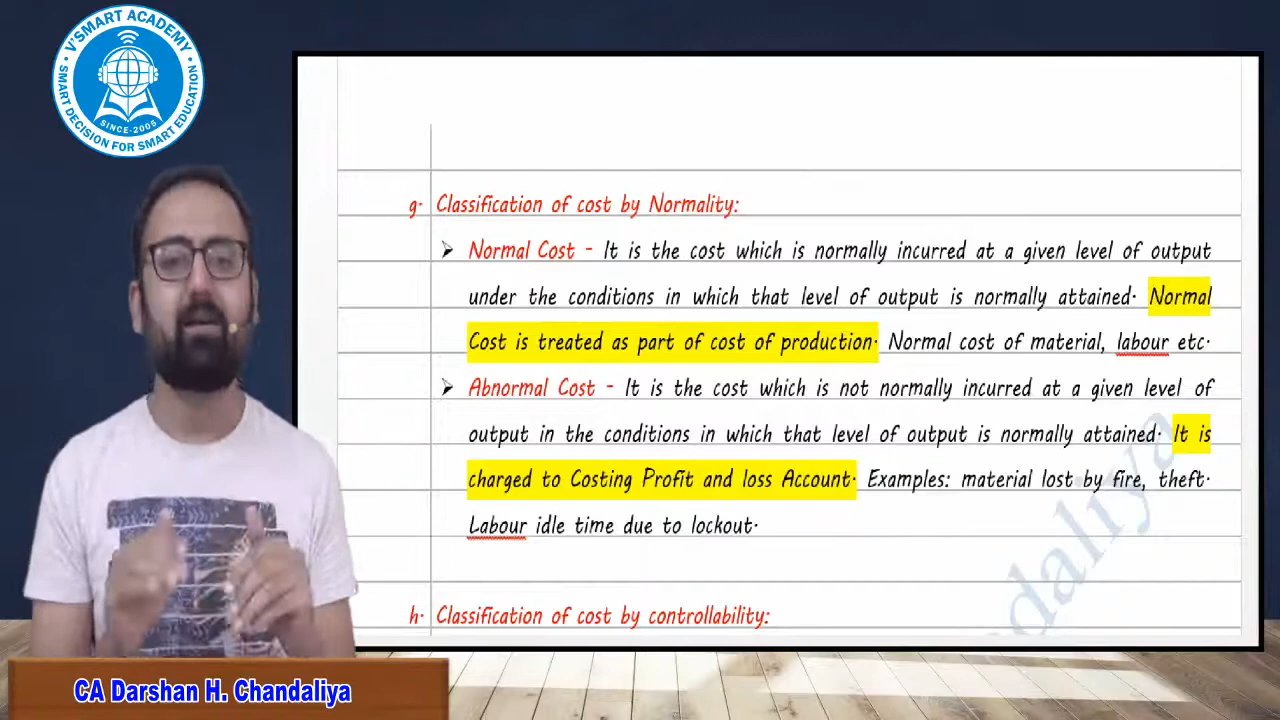 V'SMART ACADEMY
SINCE-2005
SMART DECISION FOR SMART EDUCATION
g. Classification of cost by Normality:
➢ Normal Cost - It is the cost which is normally incurred at a given level of output
under the conditions in which that level of output is normally attained. Normal
Cost is treated as part of cost of production. Normal cost of material, labour etc.
➢ Abnormal Cost - It is the cost which is not normally incurred at a given level of
output in the conditions in which that level of output is normally attained. It is
charged to Costing Profit and loss Account. Examples: material lost by fire, theft.
Labour idle time due to lockout.
h. Classification of cost by controllability:
CA Darshan H. Chandaliya